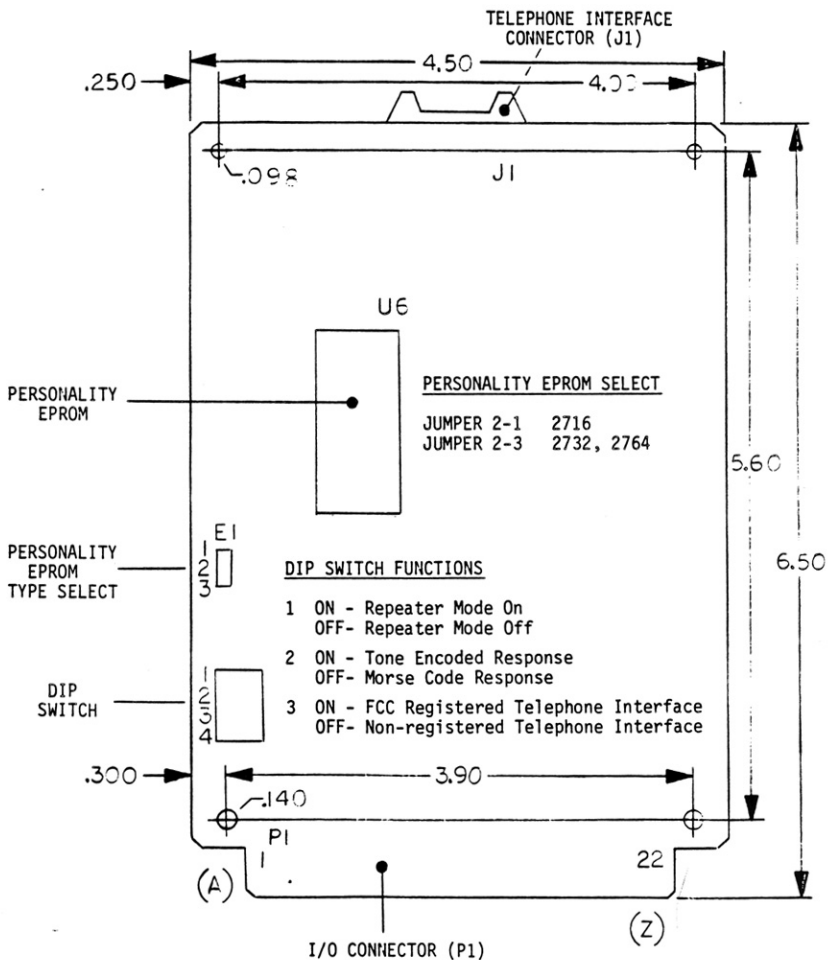 TELEPHONE INTERFACE
CONNECTOR (J1)
4.50
.250
4.00
.098
J1
U6
PERSONALITY
EPROM
PERSONALITY EPROM SELECT
JUMPER 2-1 2716
JUMPER 2-3 2732, 2764
5.60
6.50
E1
1
2
3
PERSONALITY
EPROM
TYPE SELECT
DIP SWITCH FUNCTIONS
1 ON - Repeater Mode On
OFF- Repeater Mode Off
2 ON - Tone Encoded Response
OFF- Morse Code Response
3 ON - FCC Registered Telephone Interface
OFF- Non-registered Telephone Interface
DIP
SWITCH
1
2
3
4
.300
3.90
.140
P1
1
22
(A)
(Z)
I/O CONNECTOR (P1)